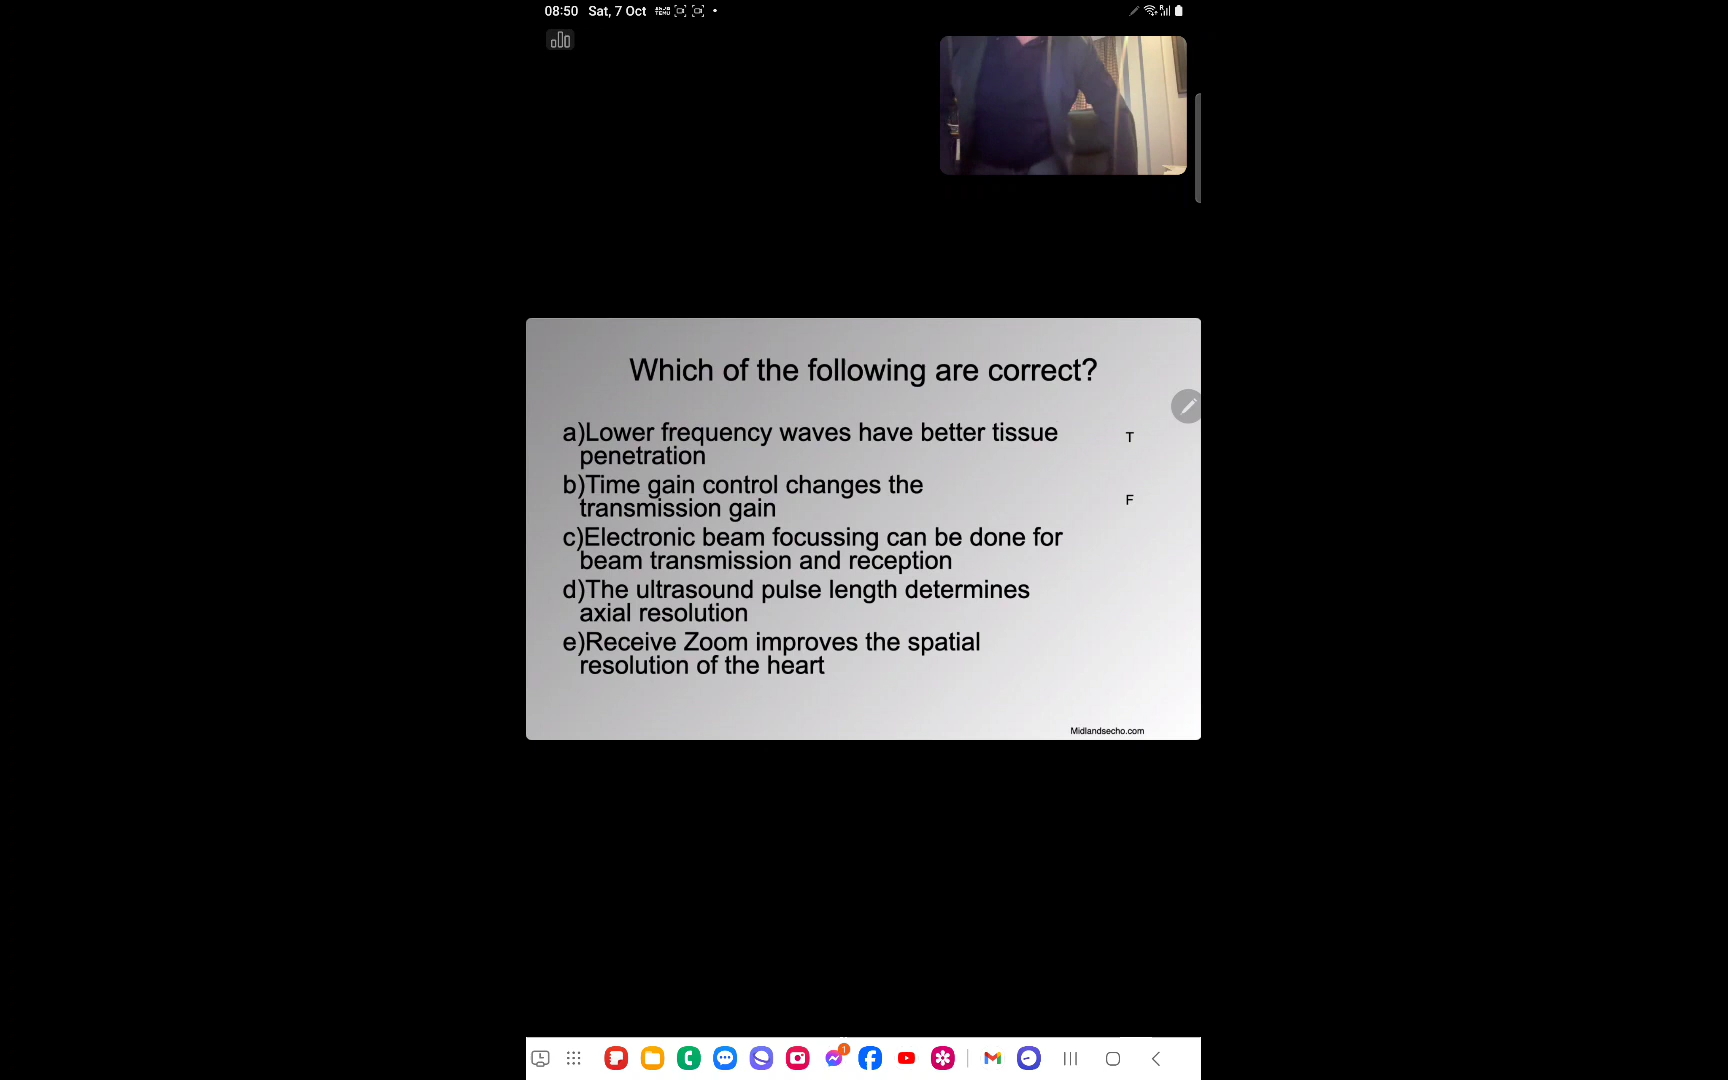 08:50 Sat, 7 Oct
Which of the following are correct?
a)Lower frequency waves have better tissue
penetration
T
b)Time gain control changes the
transmission gain
F
c)Electronic beam focussing can be done for
beam transmission and reception
d)The ultrasound pulse length determines
axial resolution
e)Receive Zoom improves the spatial
resolution of the heart
Midlandsecho.com
1